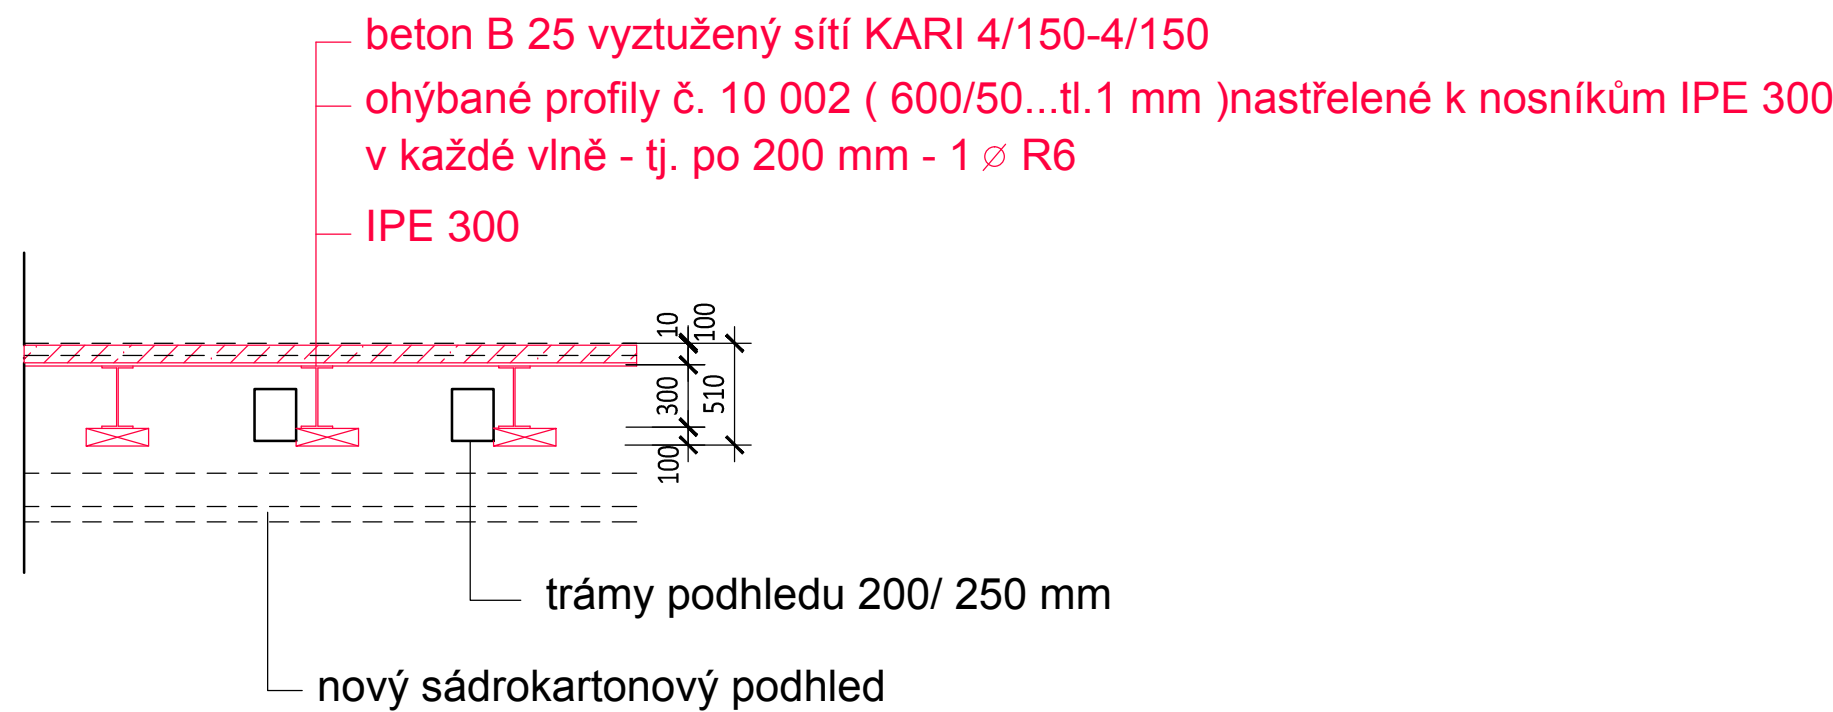 beton B 25 vyztužený sítí KARI 4/150-4/150
ohýbané profily č. 10 002 ( 600/50...tl.1 mm )nastřelené k nosníkům IPE 300
v každé vlně - tj. po 200 mm - 1 ⌀ R6
IPE 300
10
100
300
510
100
trámy podhledu 200/ 250 mm
nový sádrokartonový podhled